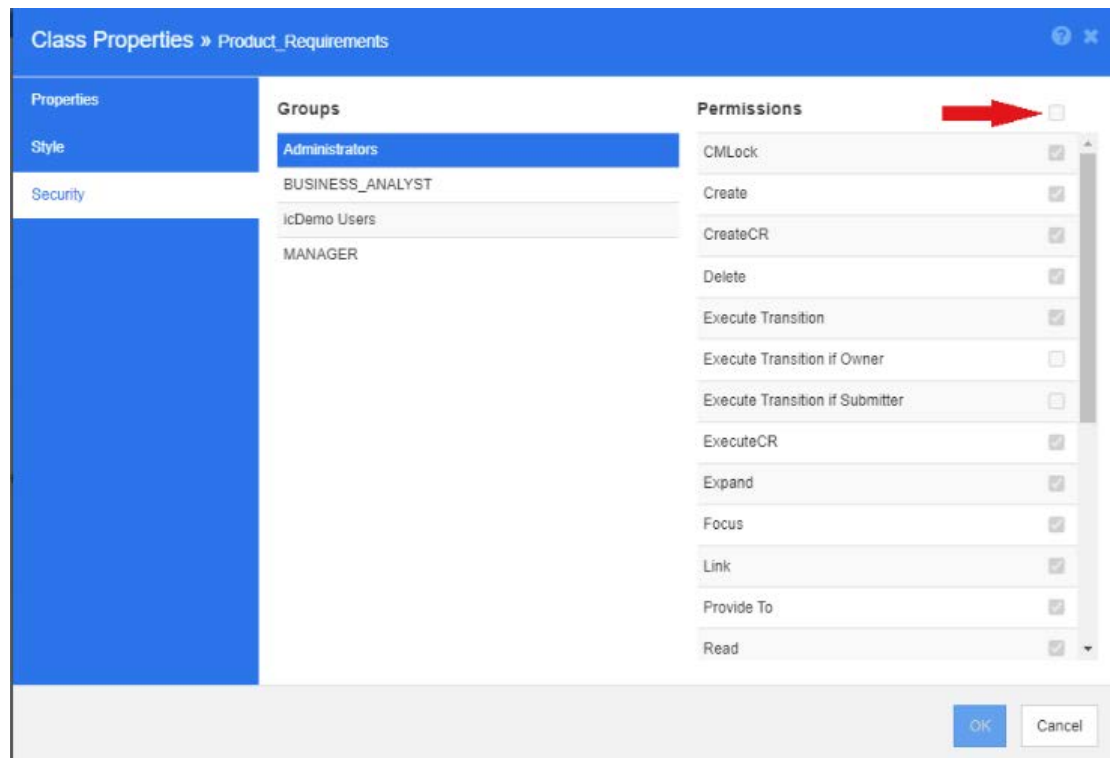 Class Properties » Product_Requirements
Properties
Style
Security
Groups
Administrators
BUSINESS_ANALYST
icDemo Users
MANAGER
Permissions
CMLock
Create
CreateCR
Delete
Execute Transition
Execute Transition if Owner
Execute Transition if Submitter
ExecuteCR
Expand
Focus
Link
Provide To
Read
OK
Cancel